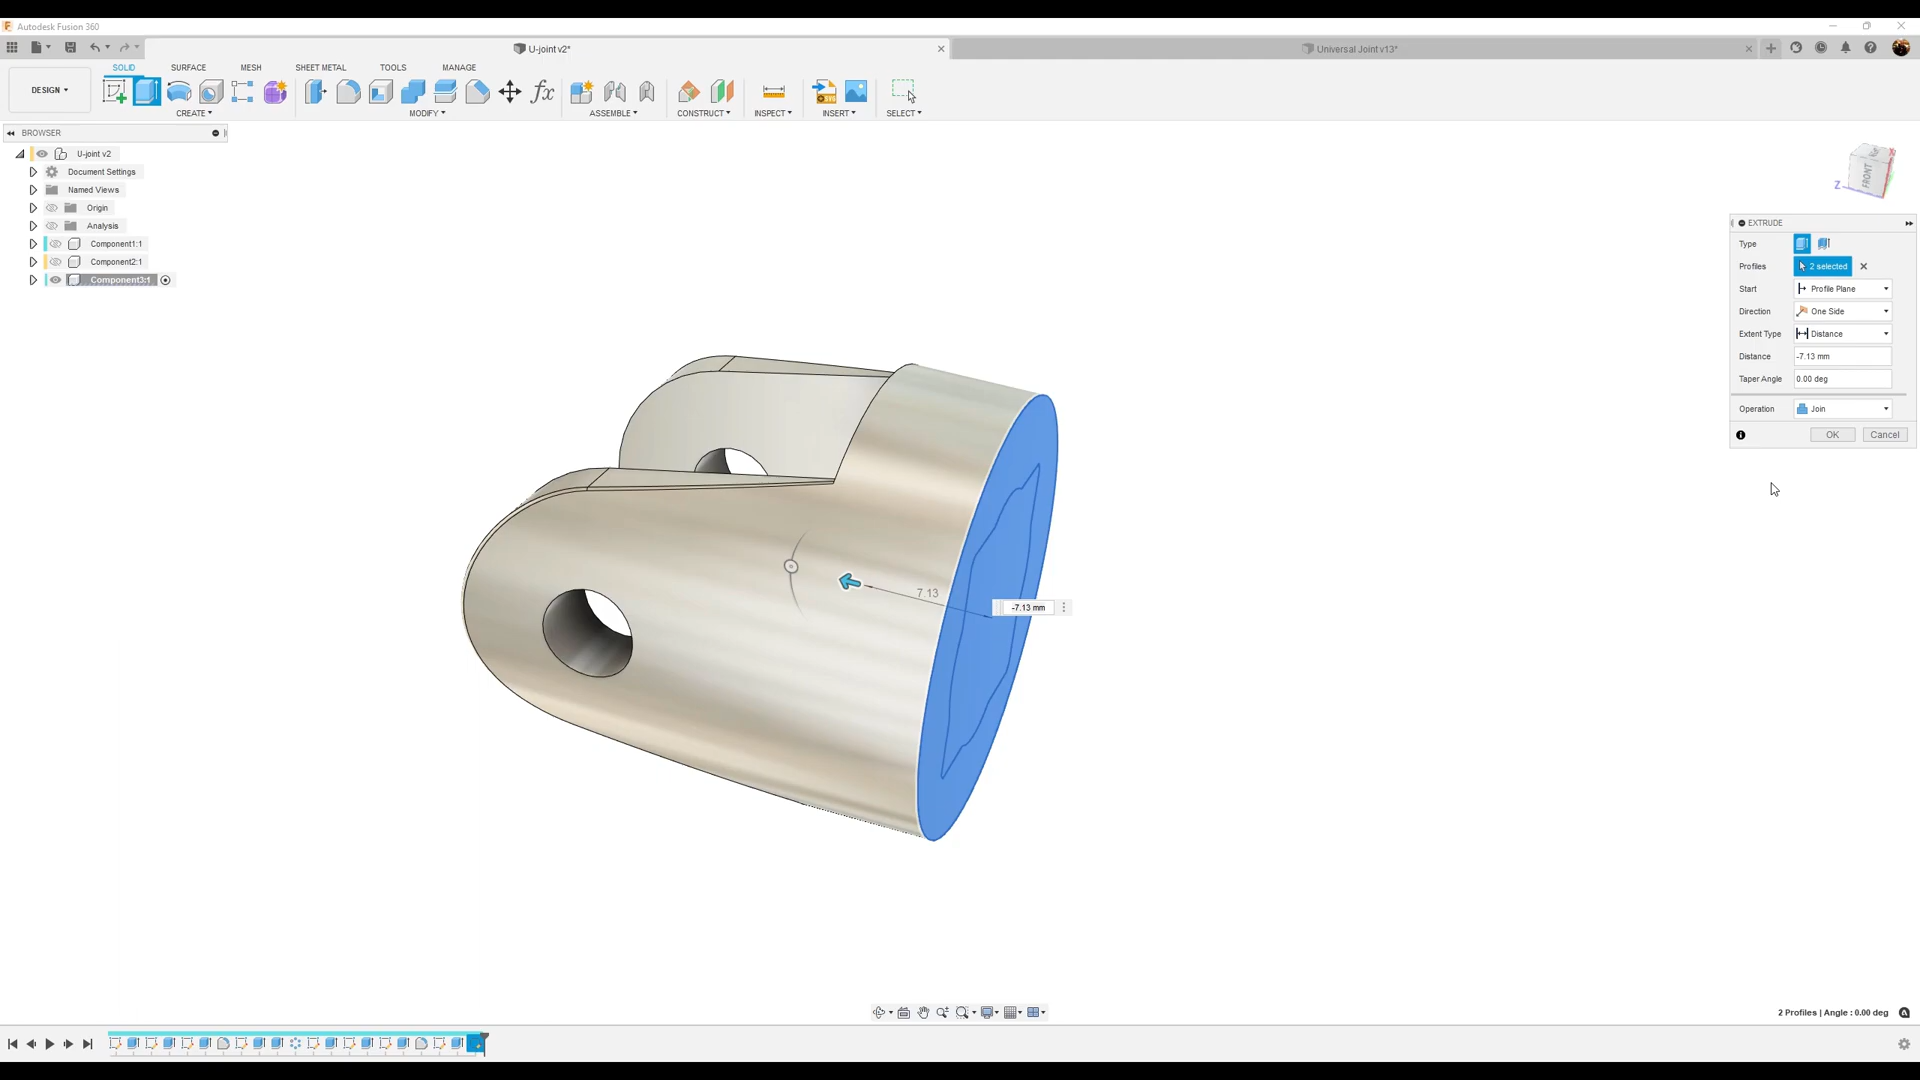 Autodesk Fusion 360
U-joint v2*
Universal Joint v13*
SOLID SURFACE MESH SHEET METAL TOOLS MANAGE
DESIGN
CREATE MODIFY ASSEMBLE CONSTRUCT INSPECT INSERT SELECT
BROWSER
U-joint v2
Document Settings
Named Views
Origin
Analysis
Component1:1
Component2:1
Component3:1
FRONT
Z
EXTRUDE
Type
Profiles 2 selected
Start Profile Plane
Direction One Side
Extent Type Distance
Distance -7.13 mm
Taper Angle 0.00 deg
Operation Join
OK Cancel
7.13
-7.13 mm
2 Profiles | Angle : 0.00 deg